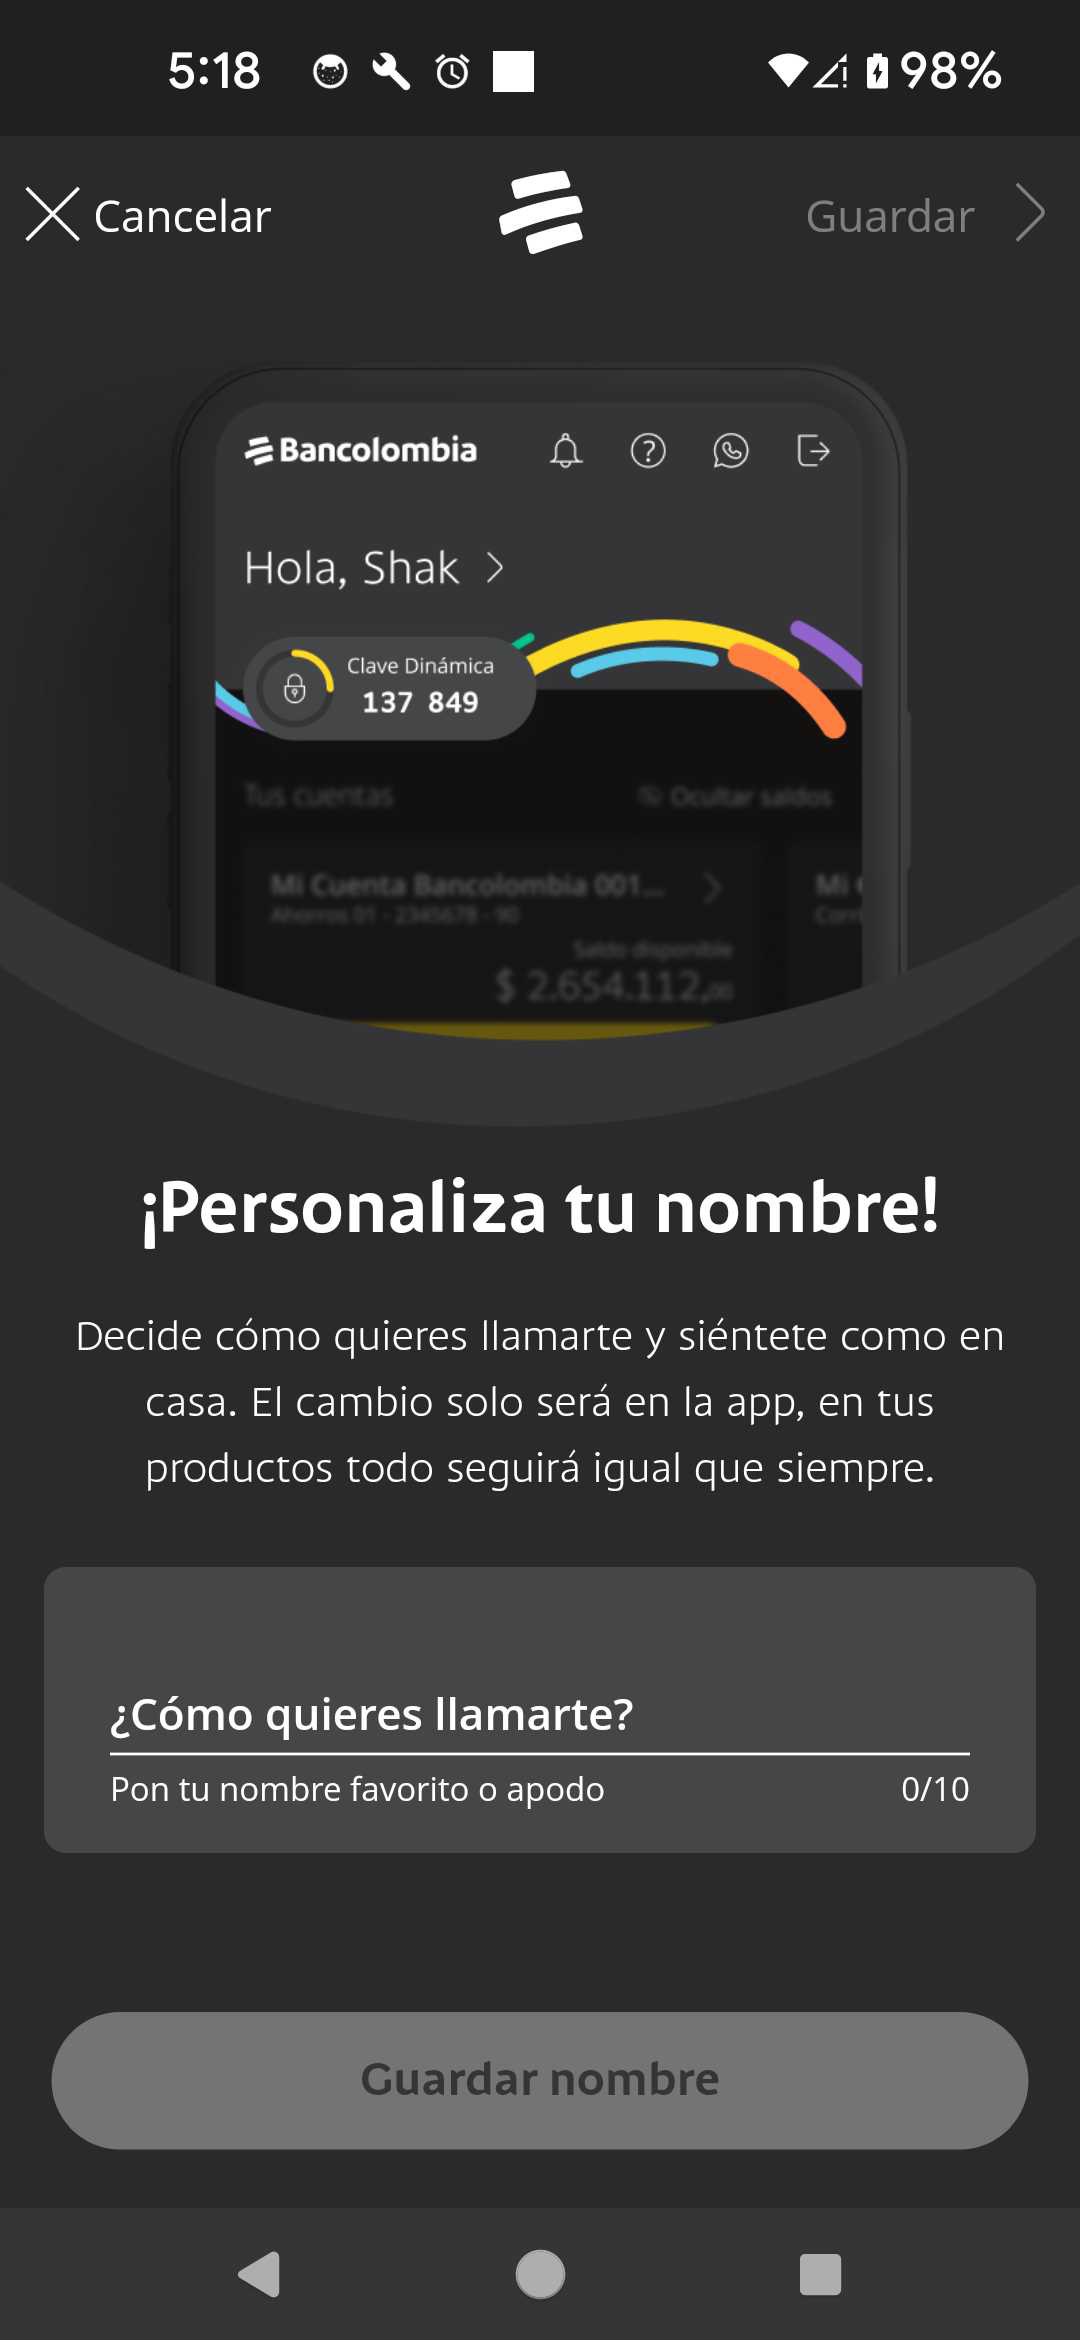 5:18
98%
Cancelar
Guardar
Bancolombia
Hola, Shak
Clave Dinámica
137 849
Tus cuentas
Ocultar saldos
Mi Cuenta Bancolombia 001...
Mi
Ahorros 01 - 2345678 - 90
Saldo disponible
$ 2.654.112,00
¡Personaliza tu nombre!
Decide cómo quieres llamarte y siéntete como en
casa. El cambio solo será en la app, en tus
productos todo seguirá igual que siempre.
¿Cómo quieres llamarte?
Pon tu nombre favorito o apodo
0/10
Guardar nombre